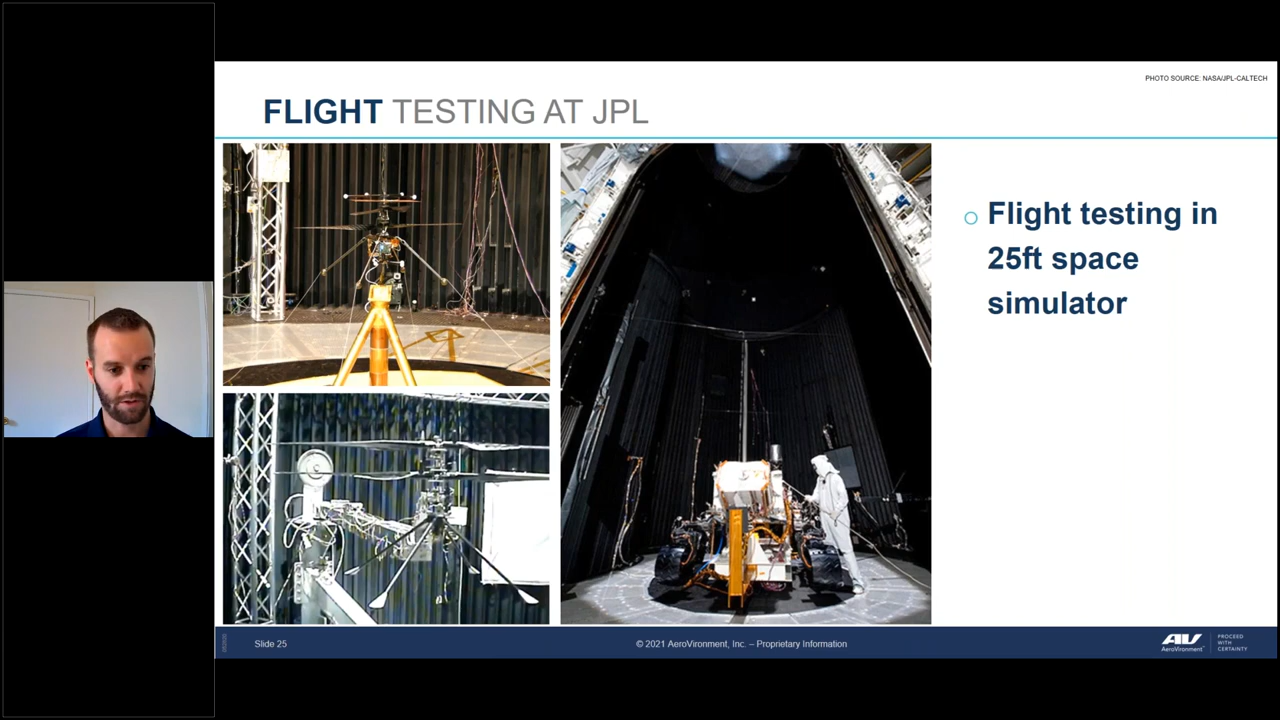 PHOTO SOURCE: NASA/JPL-CALTECH
FLIGHT TESTING AT JPL
Flight testing in
25ft space
simulator
Slide 25
© 2021 AeroVironment, Inc. – Proprietary Information
AV
AeroVironment
PROCEED
WITH
CERTAINTY